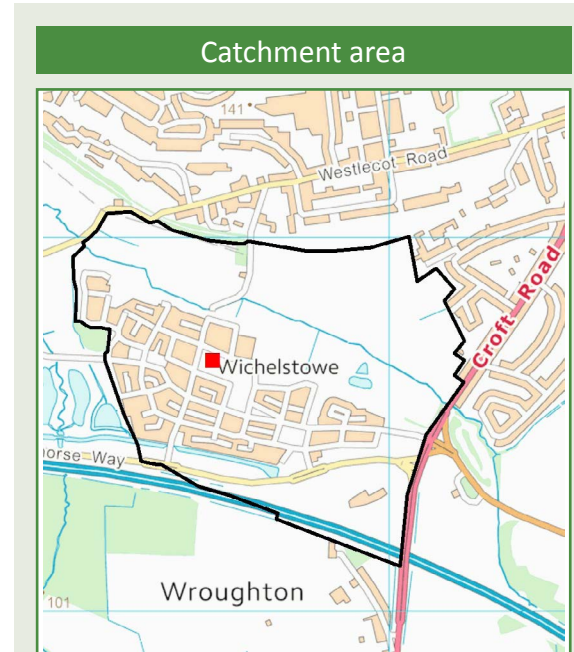 Catchment area
141
Westlecot Road
Croft Road
Wichelstowe
orse Way
Wroughton
101